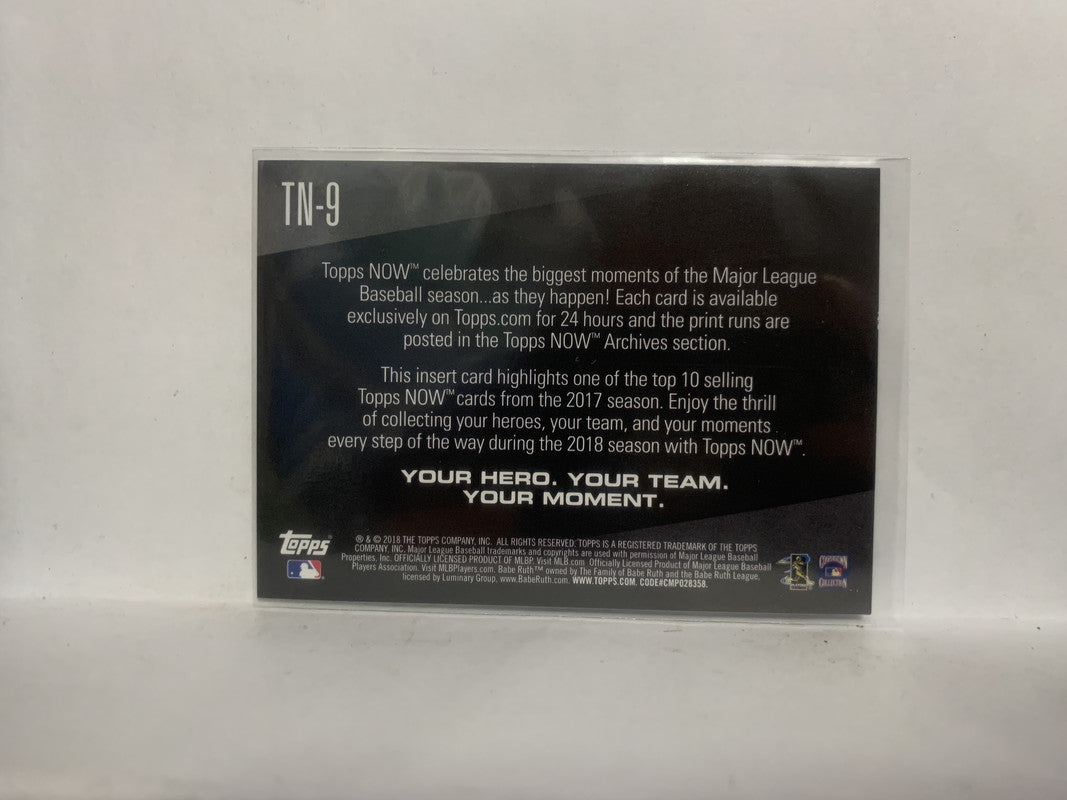 TN-9
Topps NOW™ celebrates the biggest moments of the Major League
Baseball season...as they happen! Each card is available
exclusively on Topps.com for 24 hours and the print runs are
posted in the Topps NOW™ Archives section.
This insert card highlights one of the top 10 selling
Topps NOW™ cards from the 2017 season. Enjoy the thrill
of collecting your heroes, your team, and your moments
every step of the way during the 2018 season with Topps NOW™.
YOUR HERO. YOUR TEAM.
YOUR MOMENT.
Topps®
® & © 2018 THE TOPPS COMPANY, INC. ALL RIGHTS RESERVED. TOPPS IS A REGISTERED TRADEMARK OF THE TOPPS
COMPANY, INC. Major League Baseball trademarks and copyrights are used with permission of Major League Baseball
Properties, Inc. OFFICIALLY LICENSED PRODUCT OF MLBP. Visit MLB.com Officially Licensed Product of Major League Baseball
Players Association. Visit MLBPlayers.com. Babe Ruth™ owned by The Family of Babe Ruth and the Babe Ruth League,
licensed by Luminary Group, www.BabeRuth.com. WWW.TOPPS.COM. CODE#CMP028358.
COOPERSTOWN
COLLECTION